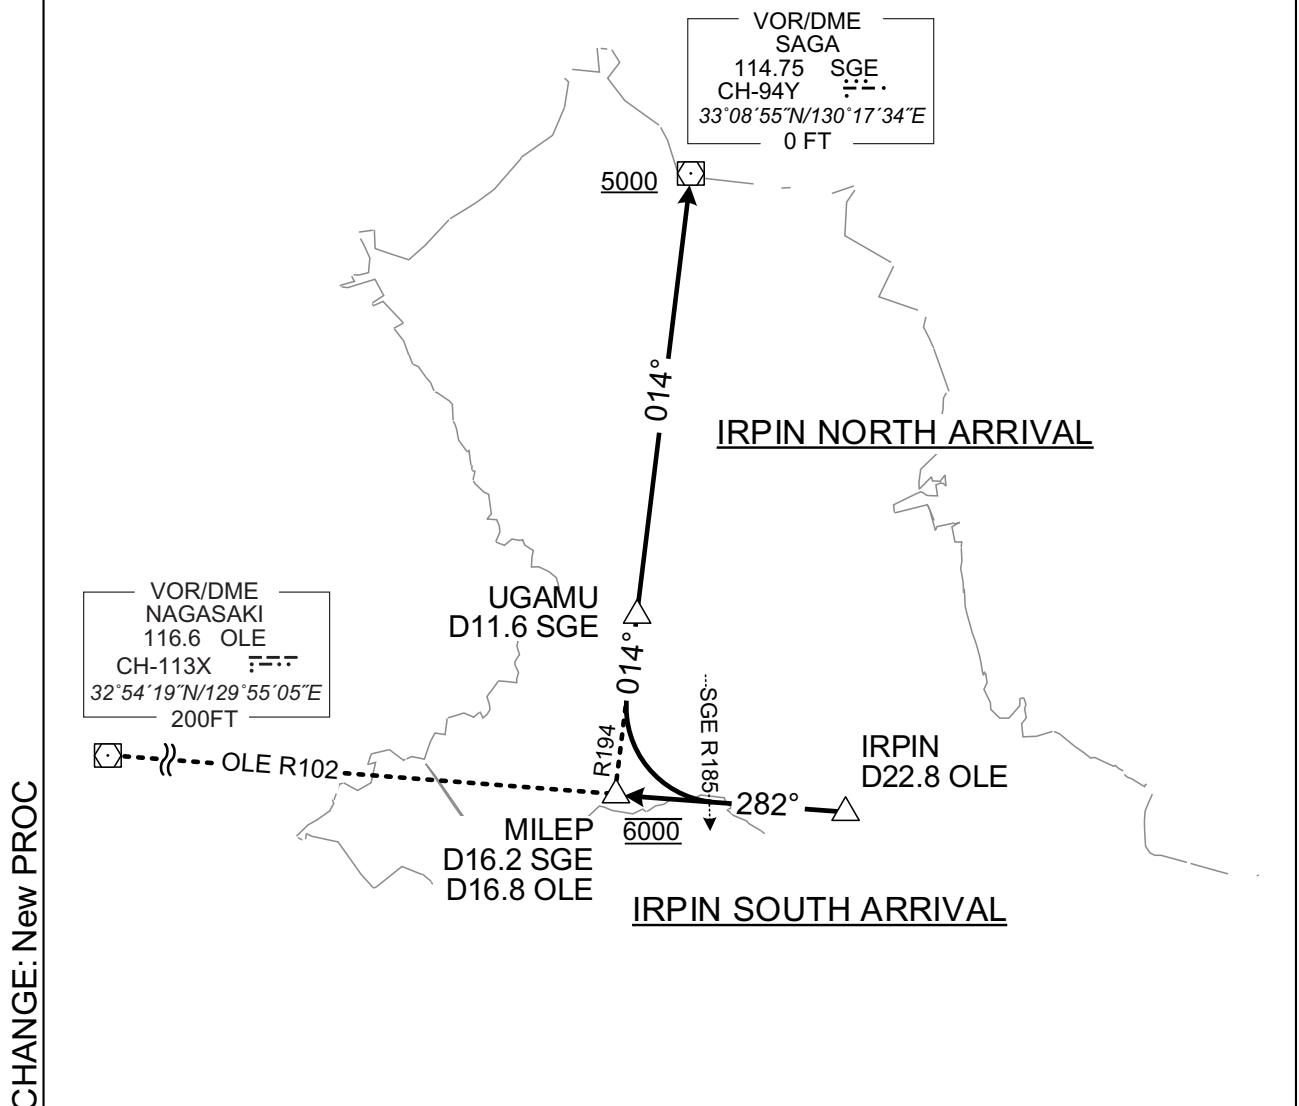 VOR/DME
SAGA
114.75 SGE
CH-94Y
33°08´55˝N/130°17´34˝E
0 FT
5000
014°
IRPIN NORTH ARRIVAL
UGAMU
D11.6 SGE
014°
VOR/DME
NAGASAKI
116.6 OLE
CH-113X
32°54´19˝N/129°55´05˝E
200FT
OLE R102
R194
SGE R185
IRPIN
D22.8 OLE
282°
6000
MILEP
D16.2 SGE
D16.8 OLE
IRPIN SOUTH ARRIVAL
CHANGE: New PROC